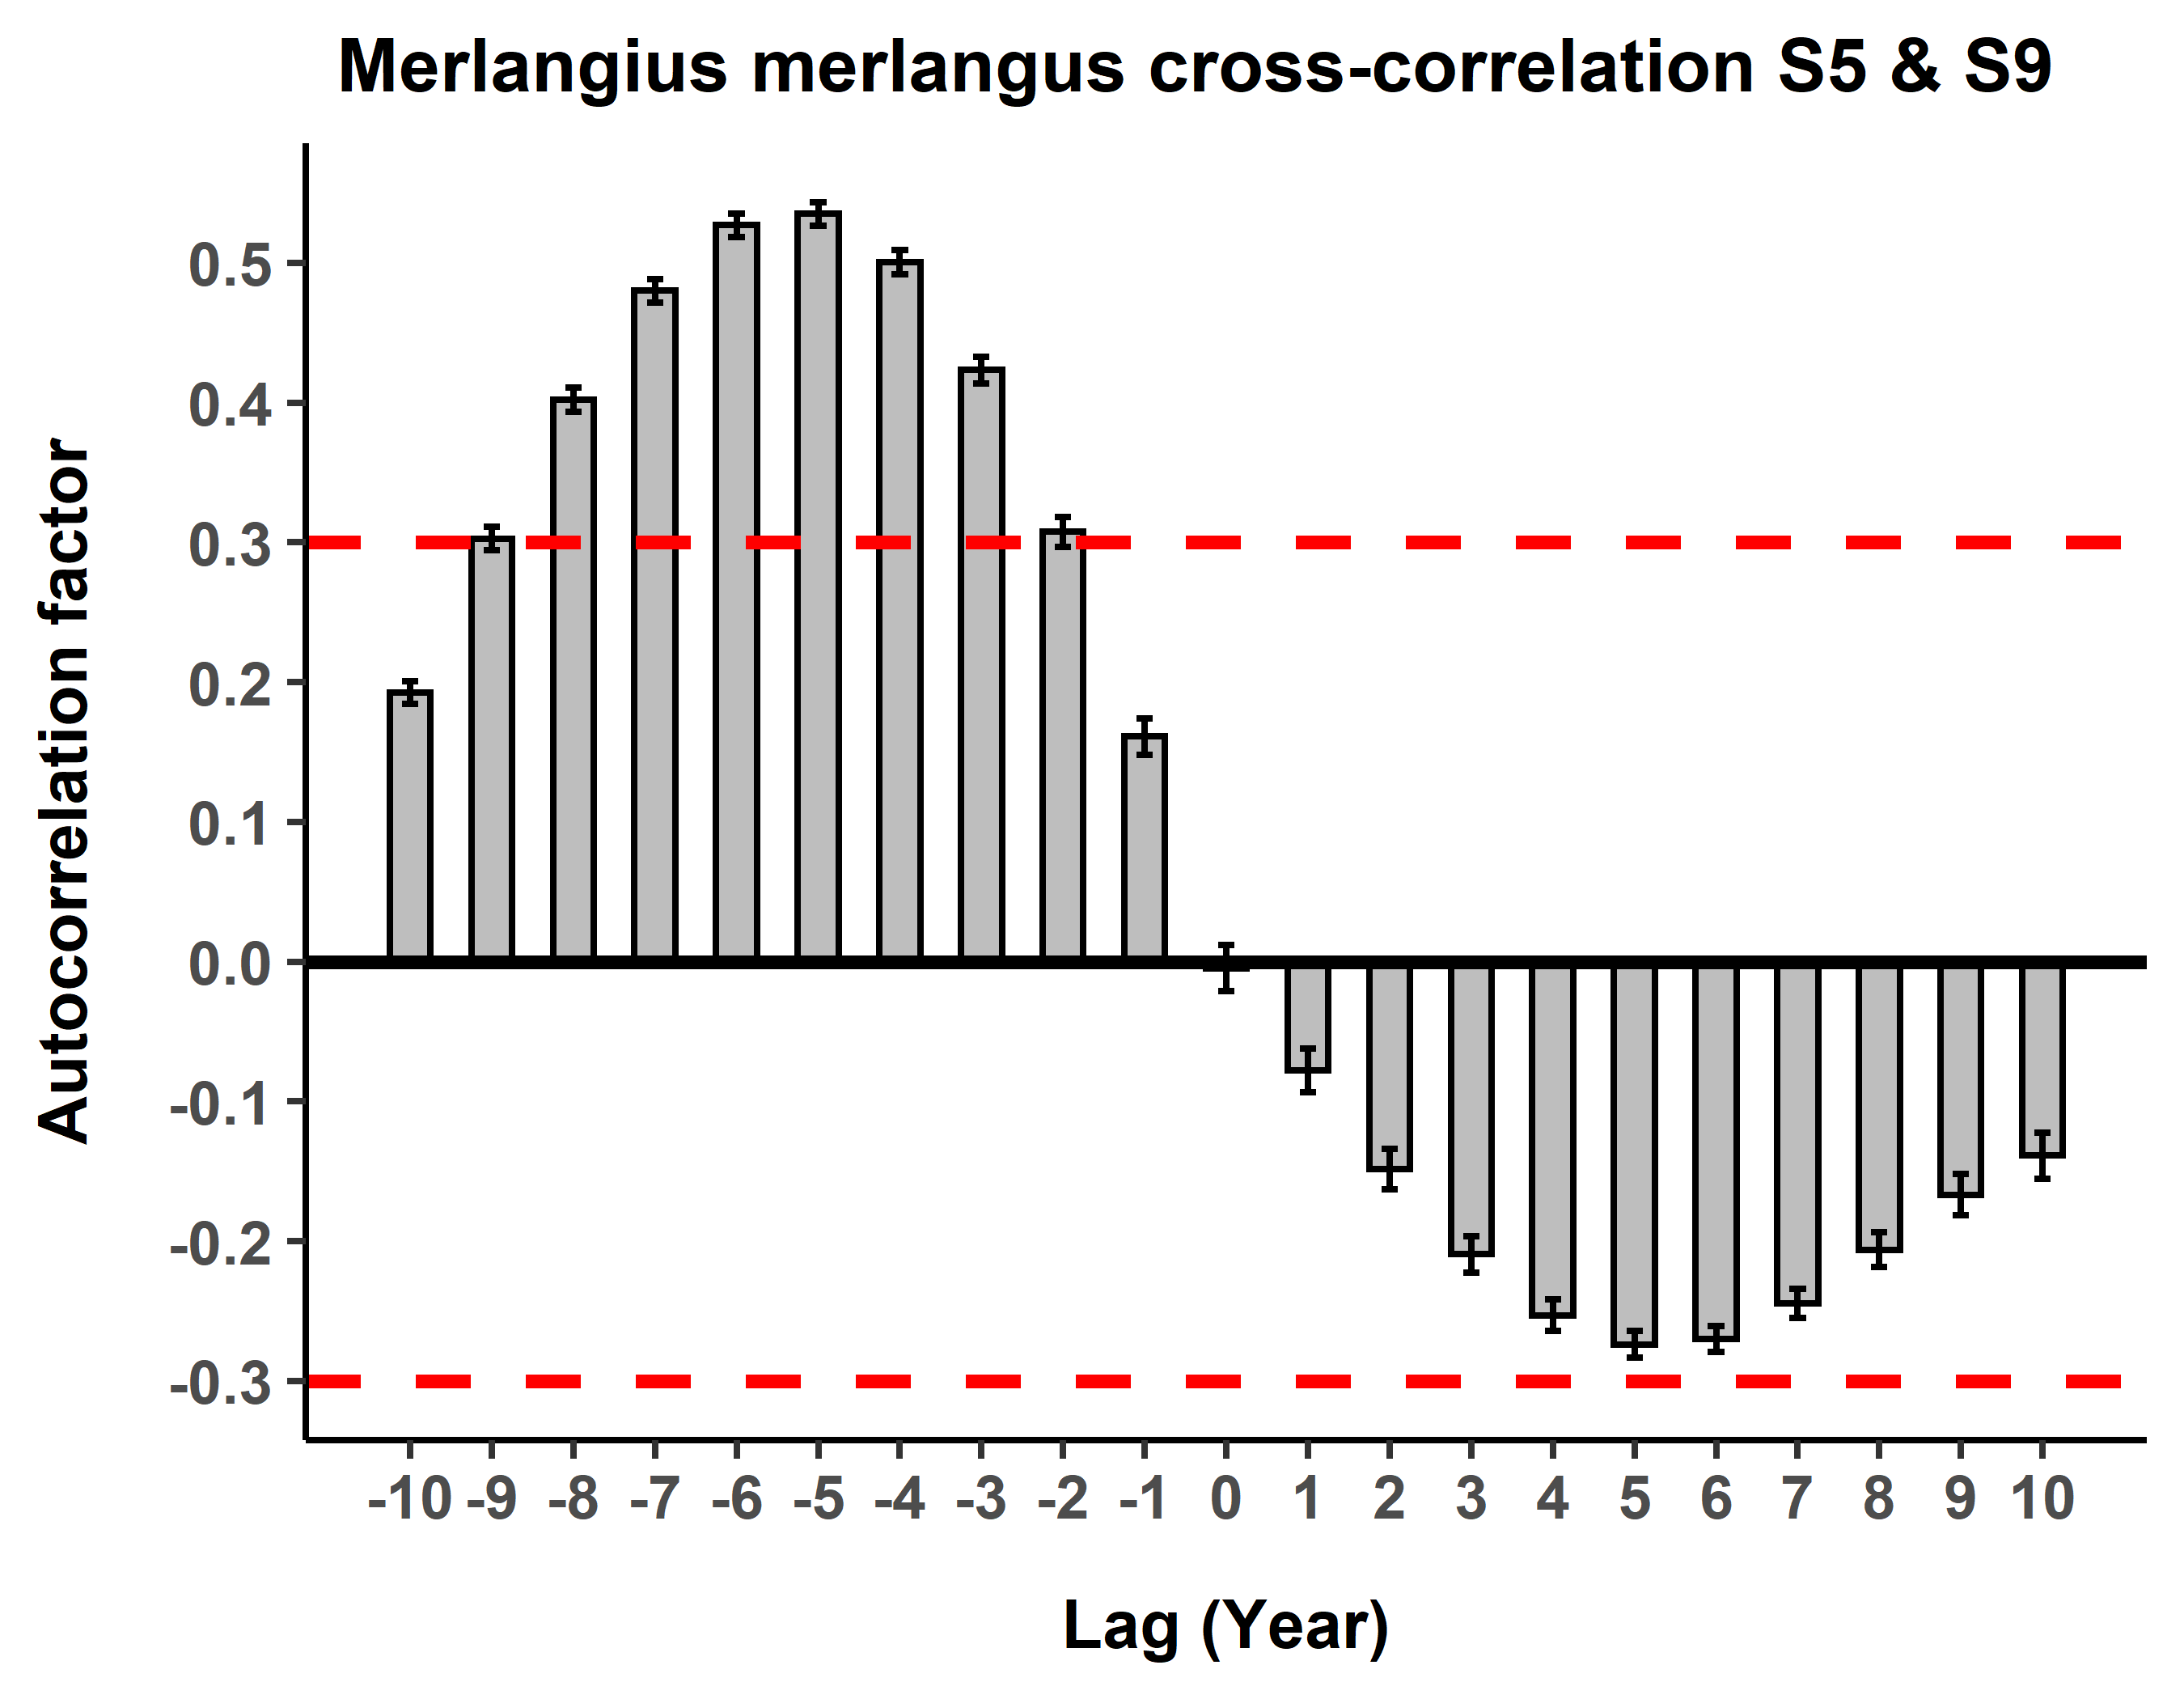 Merlangius merlangus cross-correlation S5 & S9
Autocorrelation factor
0.5
0.4
0.3
0.2
0.1
0.0
-0.1
-0.2
-0.3
-10 -9 -8 -7 -6 -5 -4 -3 -2 -1 0 1 2 3 4 5 6 7 8 9 10
Lag (Year)